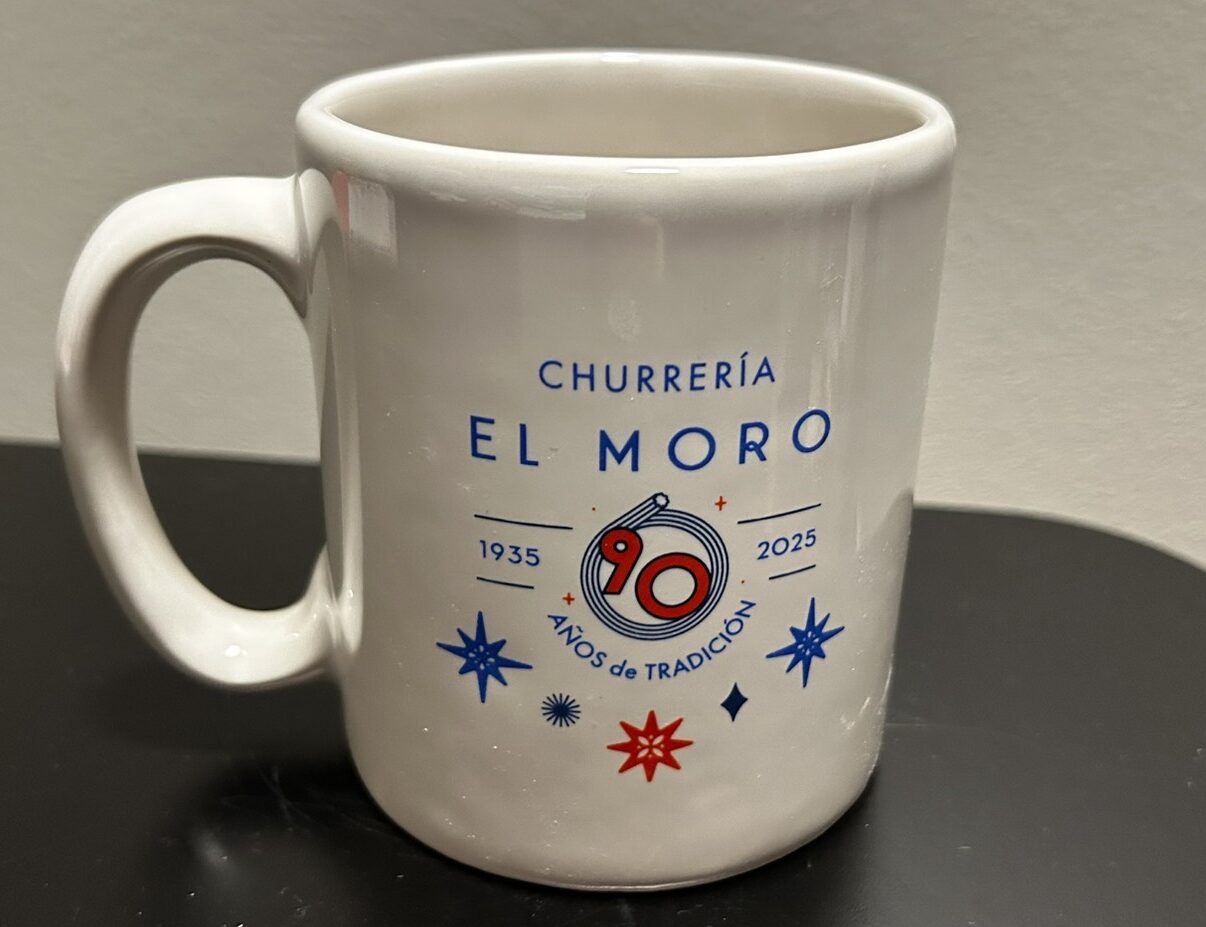 CHURRERÍA
EL MORO
1935
90
2025
AÑOS de TRADICIÓN